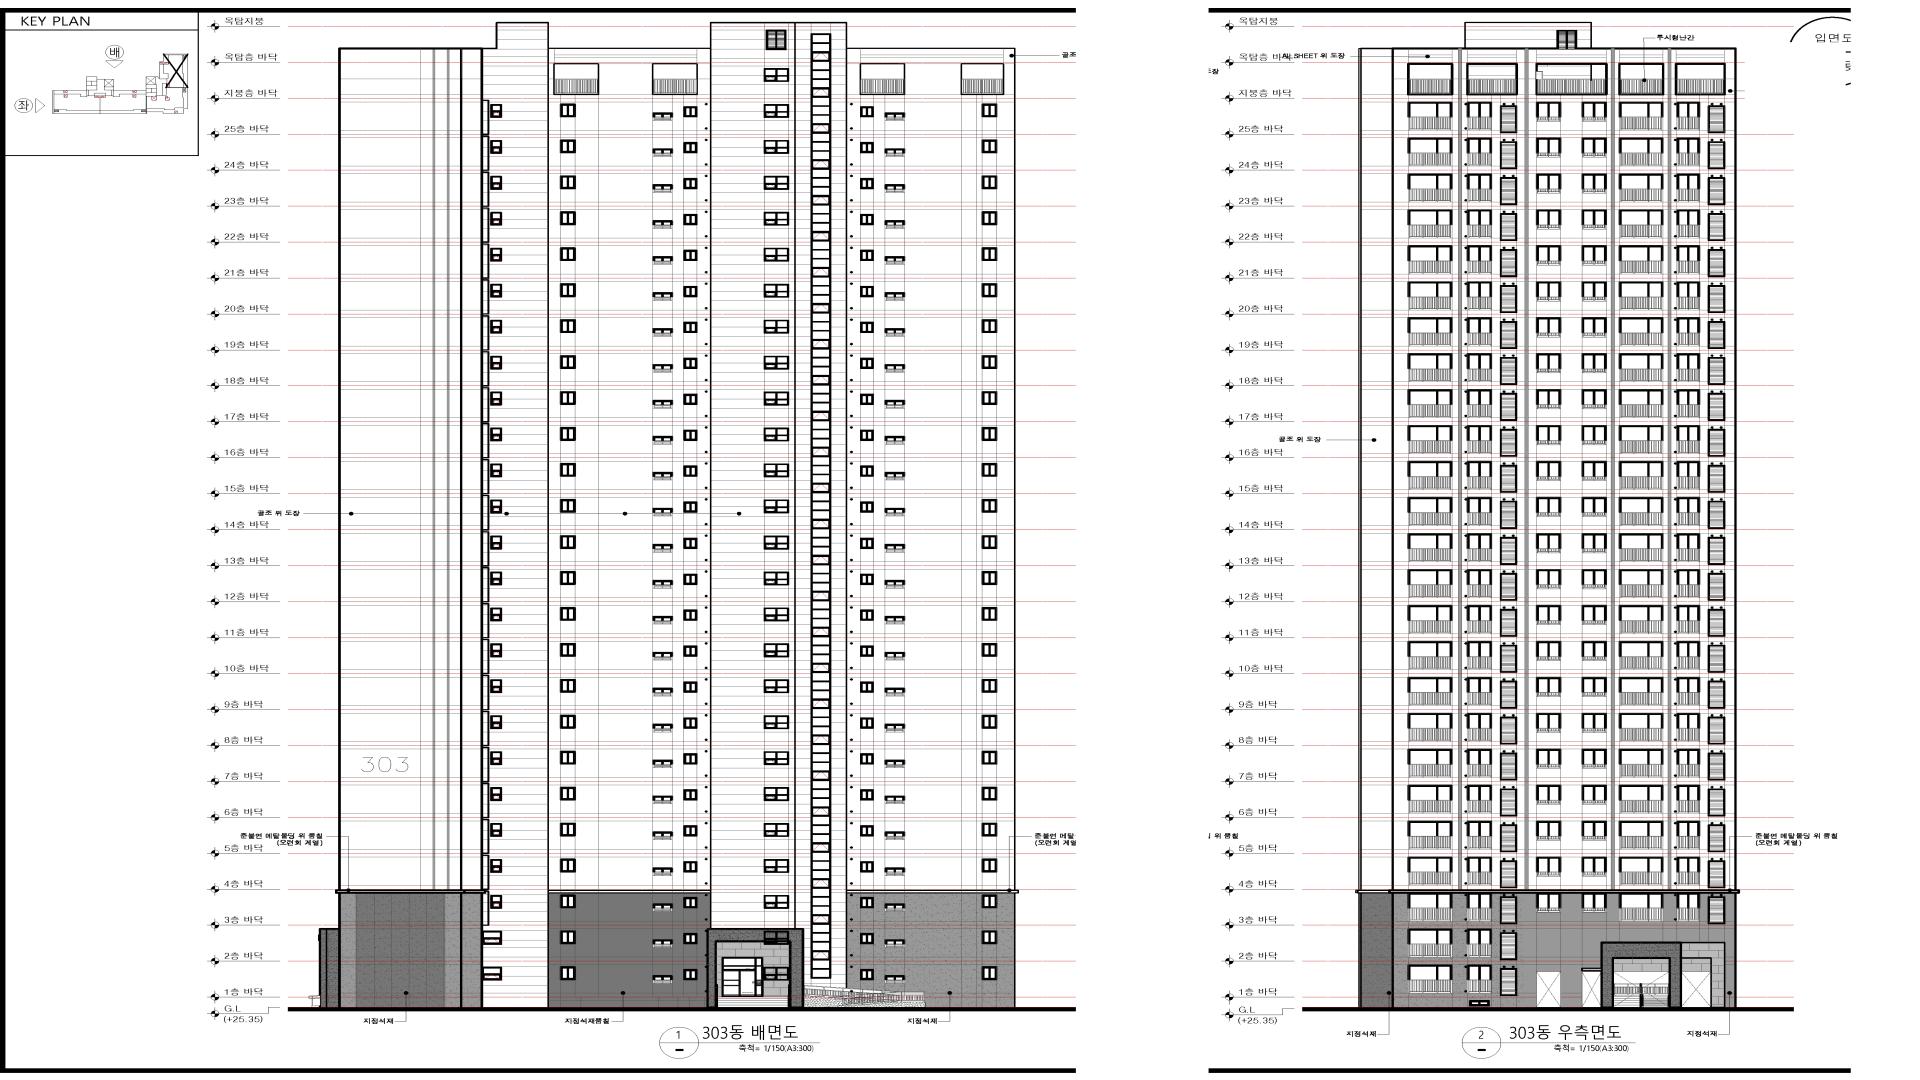 KEY PLAN
배
좌
옥탑지붕
옥탑층 바닥
지붕층 바닥
25층 바닥
24층 바닥
23층 바닥
22층 바닥
21층 바닥
20층 바닥
19층 바닥
18층 바닥
17층 바닥
16층 바닥
15층 바닥
14층 바닥
13층 바닥
12층 바닥
11층 바닥
10층 바닥
9층 바닥
8층 바닥
7층 바닥
6층 바닥
5층 바닥
4층 바닥
3층 바닥
2층 바닥
1층 바닥
G.L
(+25.35)
골조
골조 위 도장
303
준불연 메탈몰딩 위 뿜칠
(오련회 계열)
준불연 메탈
(오련회 계열
지정석재
지정석재뿜칠
지정석재
1
303동 배면도
축척= 1/150(A3:300)
옥탑지붕
옥탑층
SHEET 위 도장
도장
지붕층 바닥
25층 바닥
24층 바닥
23층 바닥
22층 바닥
21층 바닥
20층 바닥
19층 바닥
18층 바닥
17층 바닥
16층 바닥
15층 바닥
14층 바닥
13층 바닥
12층 바닥
11층 바닥
10층 바닥
9층 바닥
8층 바닥
7층 바닥
6층 바닥
5층 바닥
4층 바닥
3층 바닥
2층 바닥
1층 바닥
G.L
(+25.35)
투시형난간
입면도
골조 위 도장
위 뿜칠
준불연 메탈몰딩 위 뿜칠
(오련회 계열)
지정석재
지정석재
2
303동 우측면도
축척= 1/150(A3:300)